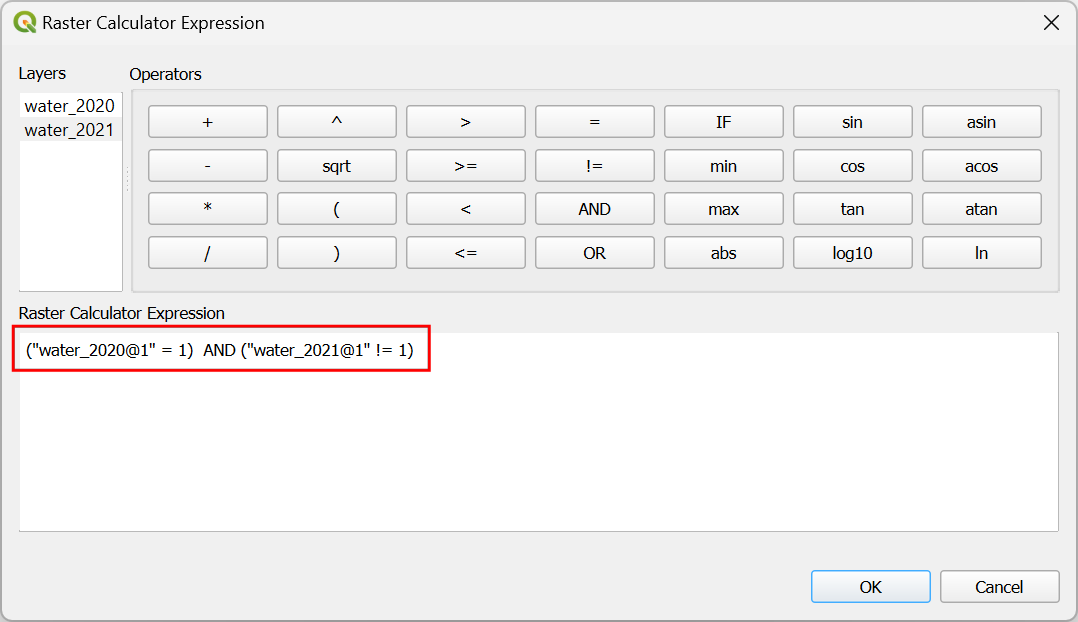 Raster Calculator Expression
Layers
Operators
water_2020
water_2021
+ ^ > = IF sin asin
- sqrt >= != min cos acos
* ( < AND max tan atan
/ ) <= OR abs log10 ln
Raster Calculator Expression
("water_2020@1" = 1)  AND ("water_2021@1" != 1)
OK Cancel